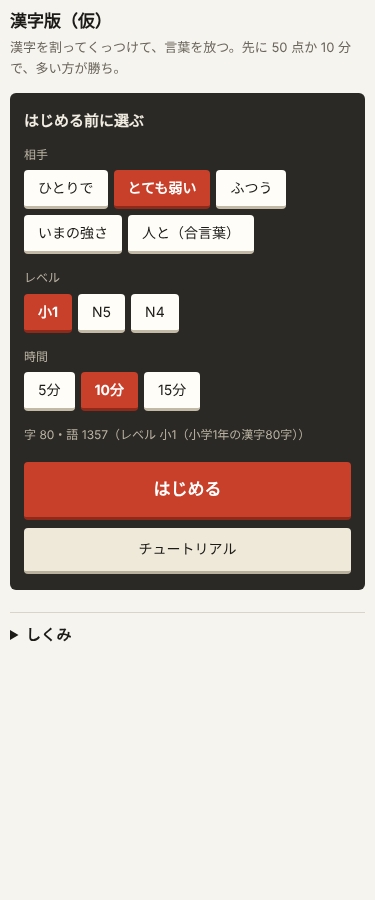 漢字版（仮）
漢字を割ってくっつけて、言葉を放つ。先に 50 点か 10 分
で、多い方が勝ち。
はじめる前に選ぶ
相手
ひとりで とても弱い ふつう
いまの強さ 人と（合言葉）
レベル
小1 N5 N4
時間
5分 10分 15分
字 80・語 1357（レベル 小1（小学1年の漢字80字））
はじめる
チュートリアル
▶ しくみ